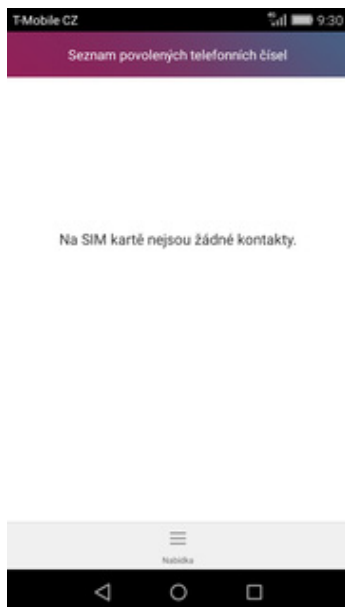 T-Mobile CZ
9:30
Seznam povolených telefonních čísel
Na SIM kartě nejsou žádné kontakty.
Nabídka